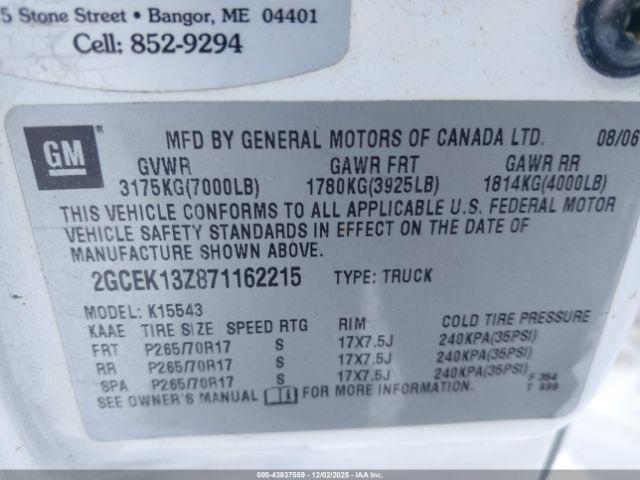 5 Stone Street • Bangor, ME 04401
Cell: 852-9294
GM ®
MFD BY GENERAL MOTORS OF CANADA LTD. 08/06
GVWR GAWR FRT GAWR RR
3175KG(7000LB) 1780KG(3925LB) 1814KG(4000LB)
THIS VEHICLE CONFORMS TO ALL APPLICABLE U.S. FEDERAL MOTOR
VEHICLE SAFETY STANDARDS IN EFFECT ON THE DATE OF
MANUFACTURE SHOWN ABOVE.
2GCEK13Z871162215 TYPE: TRUCK
MODEL: K15543
KAAE TIRE SIZE SPEED RTG RIM COLD TIRE PRESSURE
FRT P265/70R17 S 17X7.5J 240KPA(35PSI)
RR P265/70R17 S 17X7.5J 240KPA(35PSI)
SPA P265/70R17 S 17X7.5J 240KPA(35PSI)
SEE OWNER'S MANUAL FOR MORE INFORMATION.
F-354
T 899
000-43837559 - 12/02/2025 - IAAI.COM